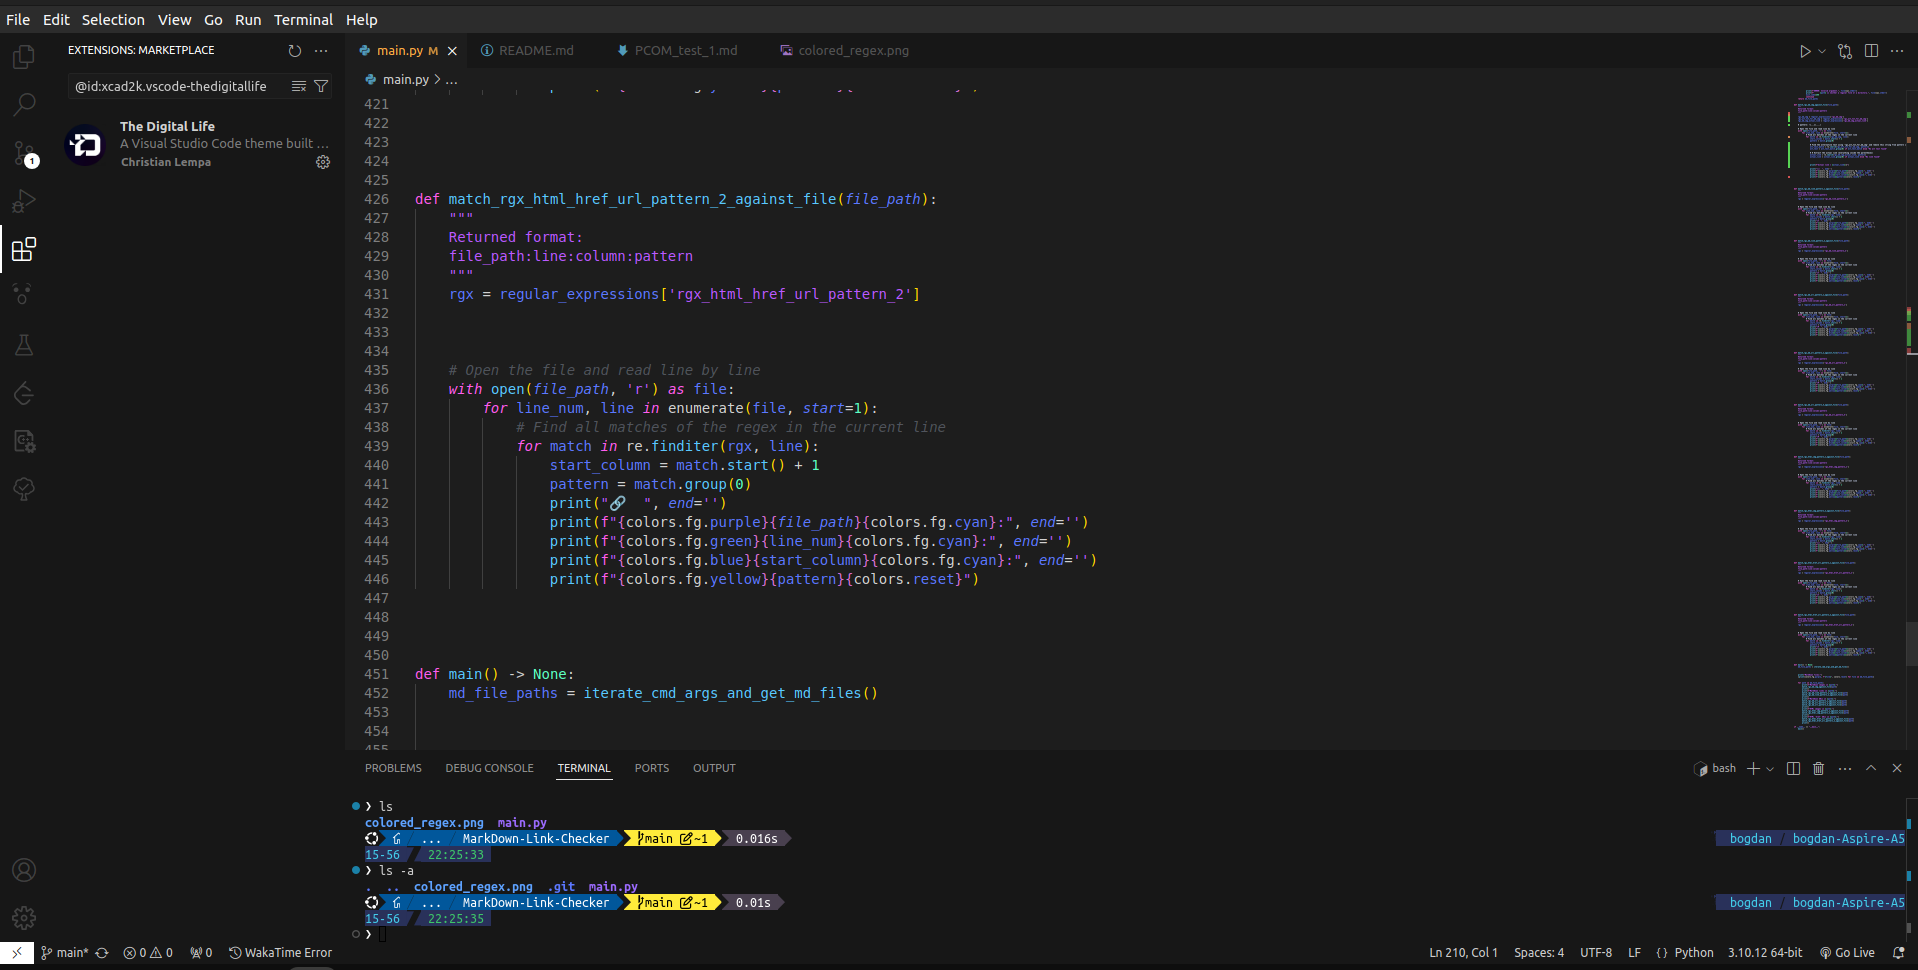 File Edit Selection View Go Run Terminal Help
EXTENSIONS: MARKETPLACE
@id:xcad2k.vscode-thedigitallife
The Digital Life
A Visual Studio Code theme built ...
Christian Lempa
1
main.py M
README.md
PCOM_test_1.md
colored_regex.png
main.py > ...
421
422
423
424
425
426 def match_rgx_html_href_url_pattern_2_against_file(file_path):
427 """
428 Returned format:
429 file_path:line:column:pattern
430 """
431 rgx = regular_expressions['rgx_html_href_url_pattern_2']
432
433
434
435 # Open the file and read line by line
436 with open(file_path, 'r') as file:
437 for line_num, line in enumerate(file, start=1):
438 # Find all matches of the regex in the current line
439 for match in re.finditer(rgx, line):
440 start_column = match.start() + 1
441 pattern = match.group(0)
442 print("🔗  ", end='')
443 print(f"{colors.fg.purple}{file_path}{colors.fg.cyan}:", end='')
444 print(f"{colors.fg.green}{line_num}{colors.fg.cyan}:", end='')
445 print(f"{colors.fg.blue}{start_column}{colors.fg.cyan}:", end='')
446 print(f"{colors.fg.yellow}{pattern}{colors.reset}")
447
448
449
450
451 def main() -> None:
452 md_file_paths = iterate_cmd_args_and_get_md_files()
453
454
455
PROBLEMS DEBUG CONSOLE TERMINAL PORTS OUTPUT
bash
❯ ls
colored_regex.png main.py
... MarkDown-Link-Checker main ~1 0.016s bogdan / bogdan-Aspire-A5
15-56 22:25:33
❯ ls -a
. .. colored_regex.png .git main.py
... MarkDown-Link-Checker main ~1 0.01s bogdan / bogdan-Aspire-A5
15-56 22:25:35
❯
main* 0 0 0 WakaTime Error Ln 210, Col 1 Spaces: 4 UTF-8 LF { } Python 3.10.12 64-bit Go Live